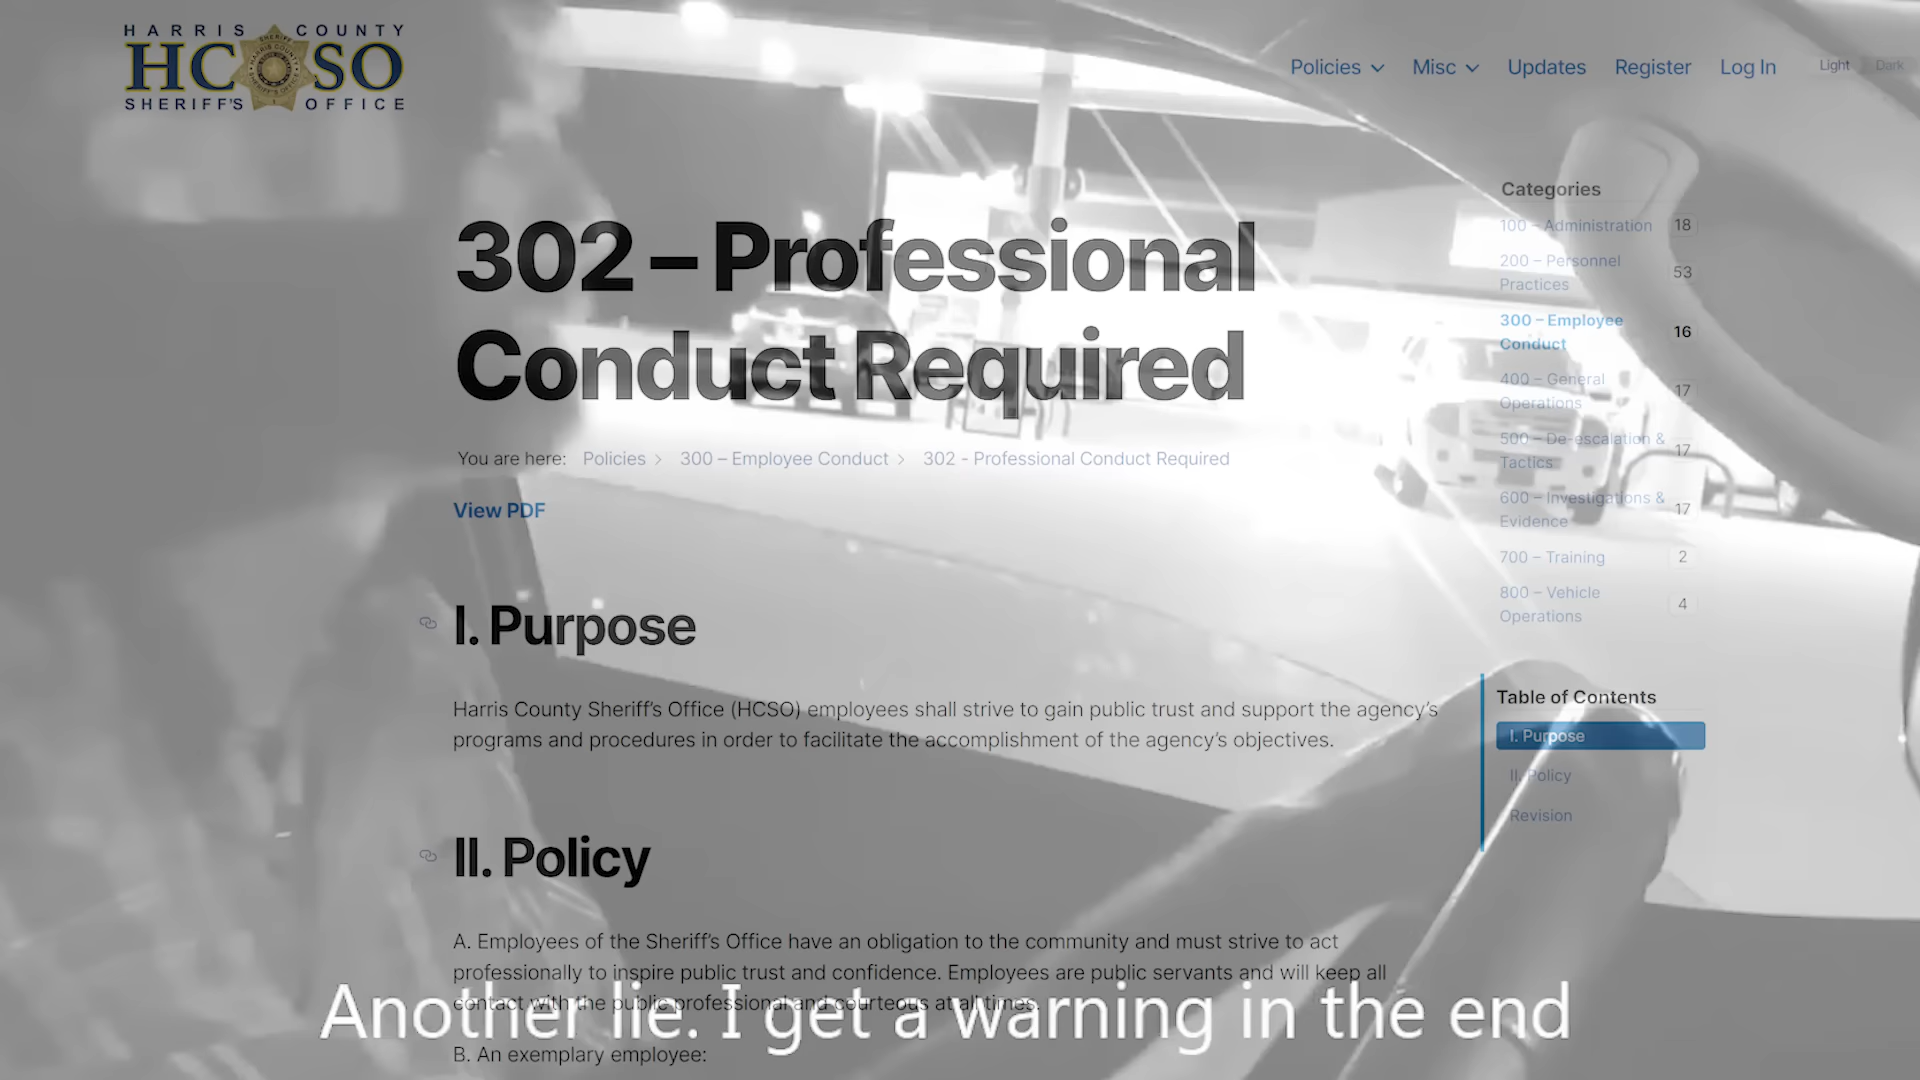 HARRIS COUNTY
HCSO
SHERIFF'S OFFICE
Policies
Misc
Updates
Register
Log In
Light
Dark
302 – Professional
Conduct Required
You are here: Policies > 300 – Employee Conduct > 302 - Professional Conduct Required
View PDF
I. Purpose
Harris County Sheriff's Office (HCSO) employees shall strive to gain public trust and support the agency's
programs and procedures in order to facilitate the accomplishment of the agency's objectives.
II. Policy
A. Employees of the Sheriff's Office have an obligation to the community and must strive to act
professionally to inspire public trust and confidence. Employees are public servants and will keep all
contact with the public professional and courteous at all times.
B. An exemplary employee:
Categories
100 – Administration 18
200 – Personnel
Practices 53
300 – Employee
Conduct 16
400 – General
Operations 17
500 – De-escalation &
Tactics 17
600 – Investigations &
Evidence 17
700 – Training 2
800 – Vehicle
Operations 4
Table of Contents
I. Purpose
II. Policy
Revision
Another lie. I get a warning in the end